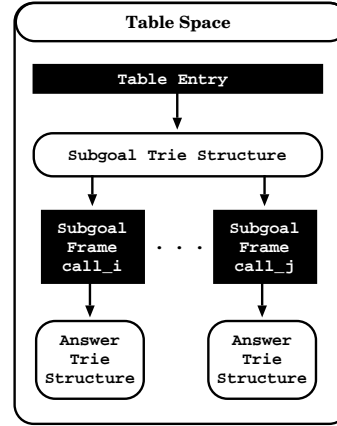 Table Space
Table Entry
Subgoal Trie Structure
Subgoal
Frame
call_i
. . .
Subgoal
Frame
call_j
Answer
Trie
Structure
Answer
Trie
Structure